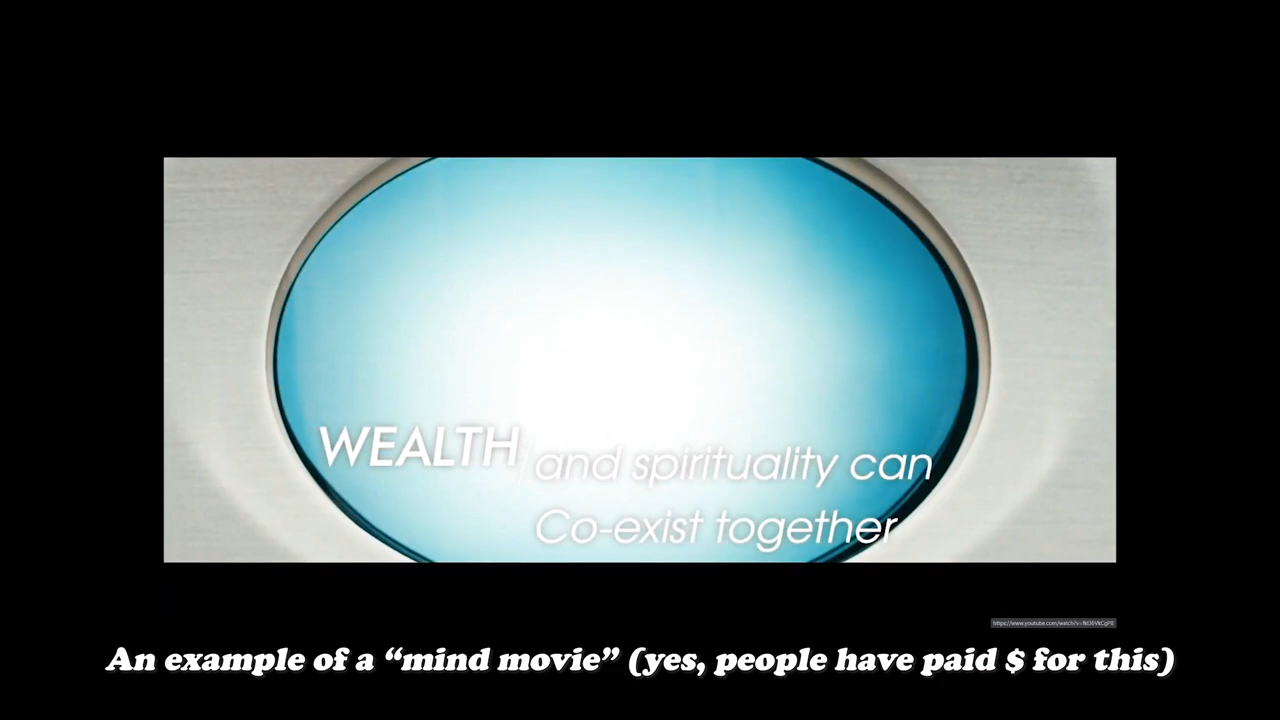 WEALTH and spirituality can
Co-exist together
An example of a “mind movie” (yes, people have paid $ for this)